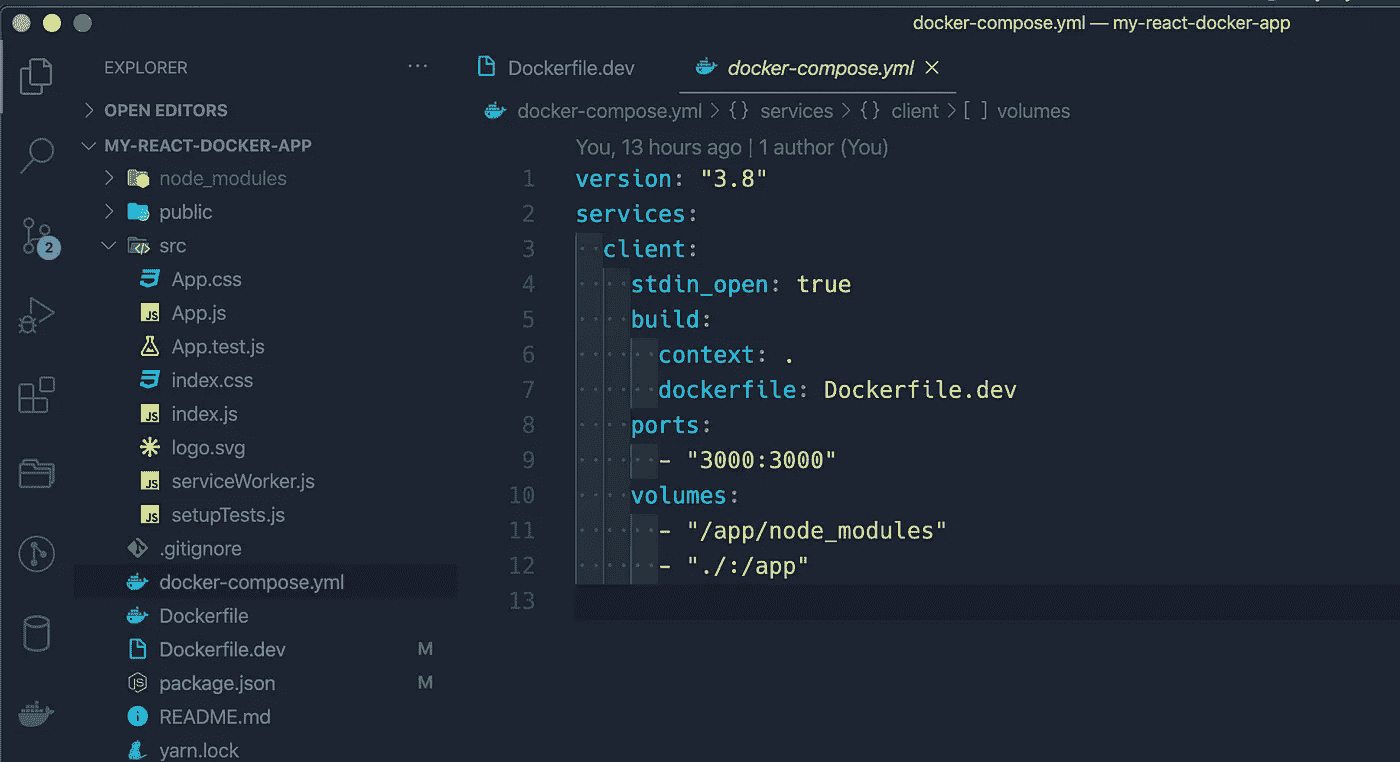 docker-compose.yml — my-react-docker-app
EXPLORER
Dockerfile.dev
docker-compose.yml
OPEN EDITORS
docker-compose.yml > {} services > {} client > [ ] volumes
MY-REACT-DOCKER-APP
node_modules
public
src
App.css
App.js
App.test.js
index.css
index.js
logo.svg
serviceWorker.js
setupTests.js
.gitignore
docker-compose.yml
Dockerfile
Dockerfile.dev M
package.json M
README.md
yarn.lock
2
You, 13 hours ago | 1 author (You)
1 version: "3.8"
2 services:
3 client:
4 stdin_open: true
5 build:
6 context: .
7 dockerfile: Dockerfile.dev
8 ports:
9 - "3000:3000"
10 volumes:
11 - "/app/node_modules"
12 - "./:/app"
13